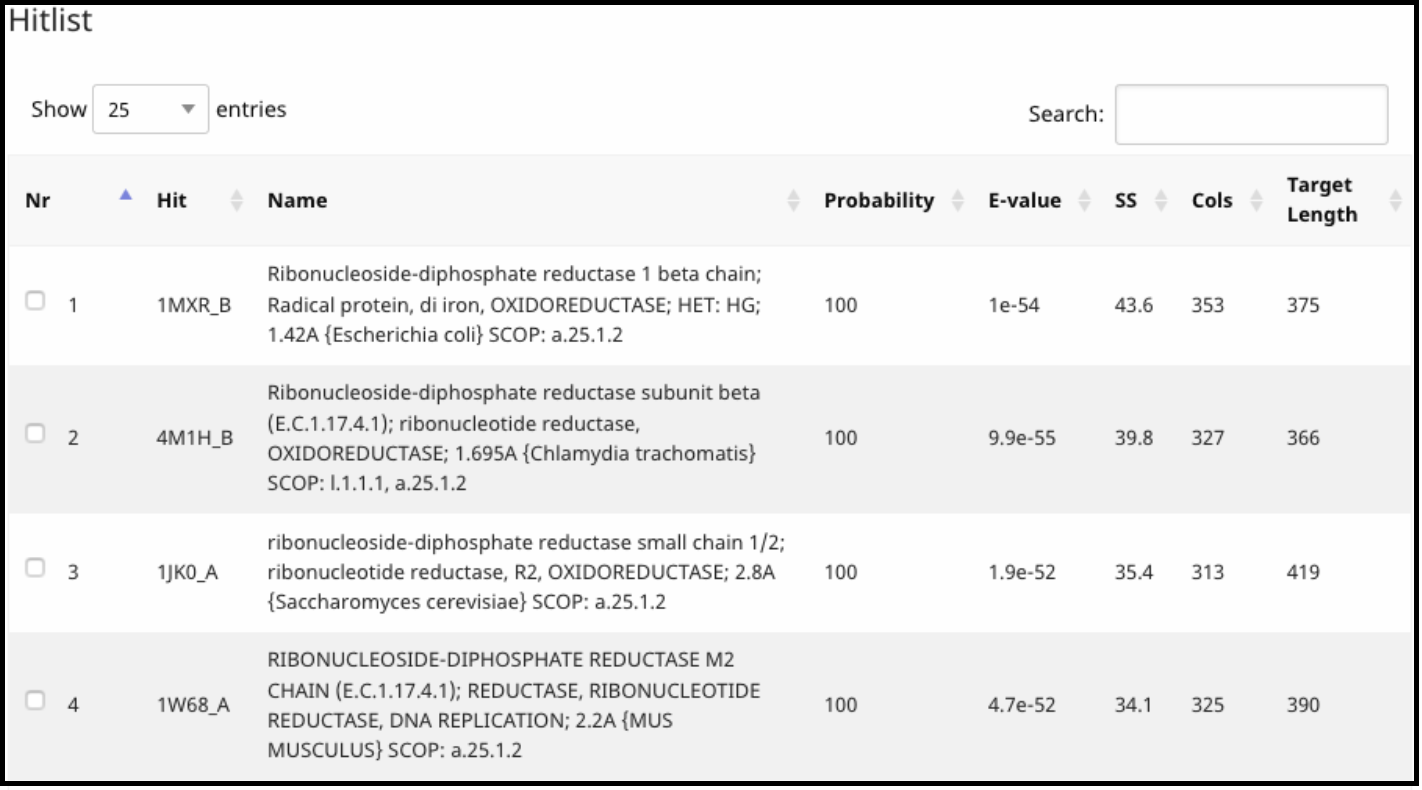 Hitlist
Show 25 entries
Search:
Nr Hit Name Probability E-value SS Cols Target Length
1 1MXR_B Ribonucleoside-diphosphate reductase 1 beta chain;
Radical protein, di iron, OXIDOREDUCTASE; HET: HG;
1.42A {Escherichia coli} SCOP: a.25.1.2
100 1e-54 43.6 353 375
2 4M1H_B Ribonucleoside-diphosphate reductase subunit beta
(E.C.1.17.4.1); ribonucleotide reductase,
OXIDOREDUCTASE; 1.695A {Chlamydia trachomatis}
SCOP: l.1.1.1, a.25.1.2
100 9.9e-55 39.8 327 366
3 1JK0_A ribonucleoside-diphosphate reductase small chain 1/2;
ribonucleotide reductase, R2, OXIDOREDUCTASE; 2.8A
{Saccharomyces cerevisiae} SCOP: a.25.1.2
100 1.9e-52 35.4 313 419
4 1W68_A RIBONUCLEOSIDE-DIPHOSPHATE REDUCTASE M2
CHAIN (E.C.1.17.4.1); REDUCTASE, RIBONUCLEOTIDE
REDUCTASE, DNA REPLICATION; 2.2A {MUS
MUSCULUS} SCOP: a.25.1.2
100 4.7e-52 34.1 325 390